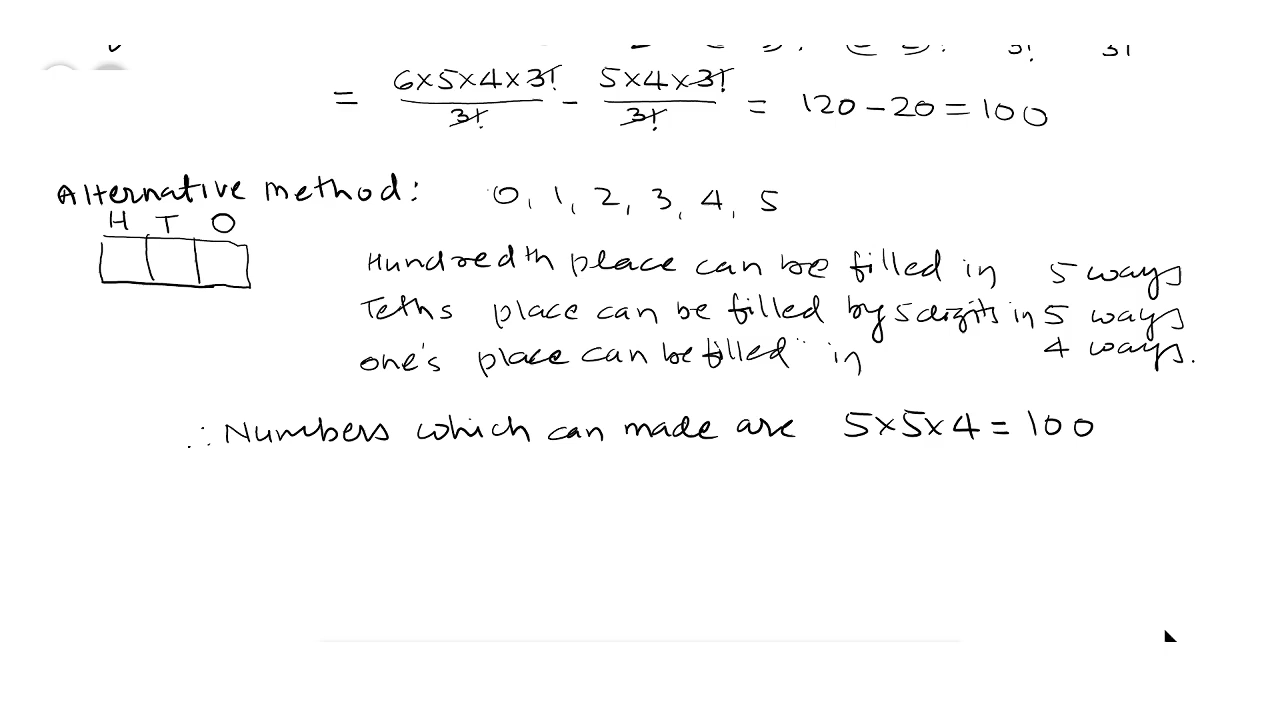 3! 3!
= 6×5×4×3!/3! - 5×4×3!/3! = 120 - 20 = 100
Alternative method: 0, 1, 2, 3, 4, 5
H T O
Hundredth place can be filled in 5 ways
Teths place can be filled by 5 digits in 5 ways
one's place can be filled " in 4 ways.
∴ Numbers which can made are 5×5×4 = 100